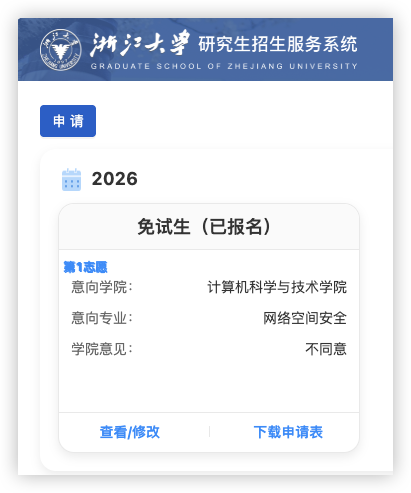 浙江大学 研究生招生服务系统
GRADUATE SCHOOL OF ZHEJIANG UNIVERSITY
申 请
2026
免试生（已报名）
第1志愿
意向学院： 计算机科学与技术学院
意向专业： 网络空间安全
学院意见： 不同意
查看/修改 下载申请表